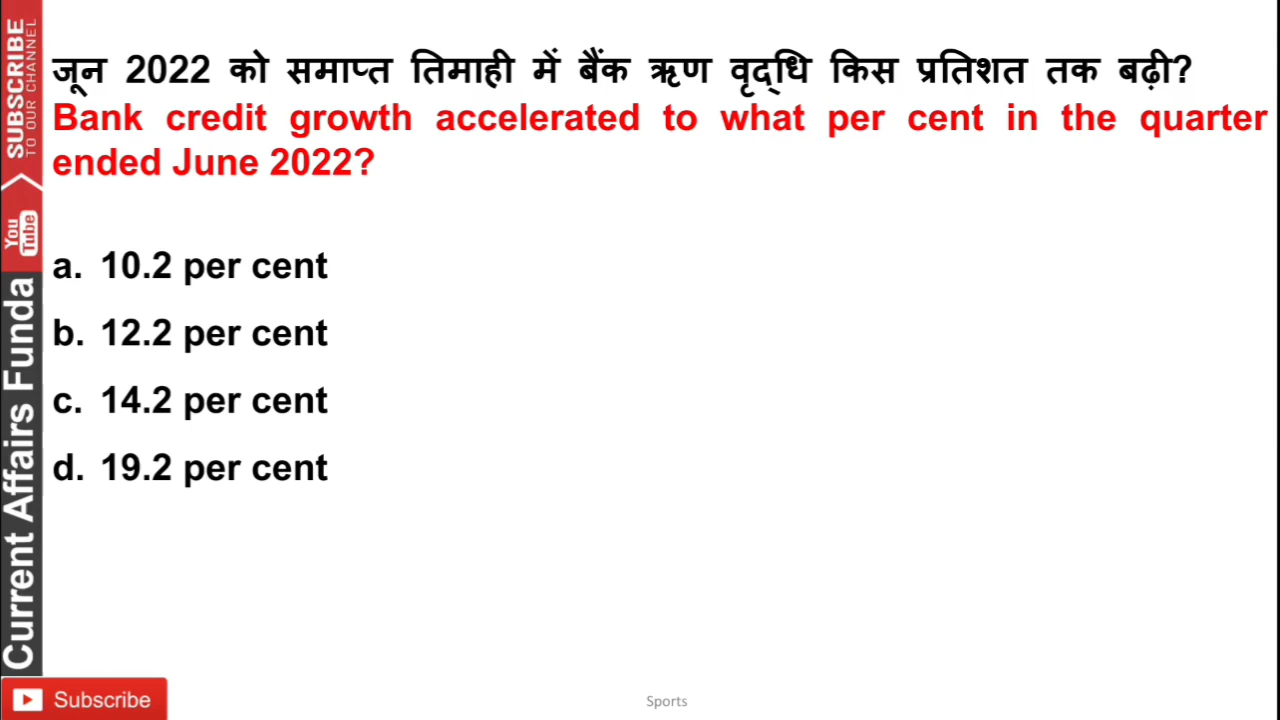 जून 2022 को समाप्त तिमाही में बैंक ऋण वृद्धि किस प्रतिशत तक बढ़ी?
Bank credit growth accelerated to what per cent in the quarter
ended June 2022?
a. 10.2 per cent
b. 12.2 per cent
c. 14.2 per cent
d. 19.2 per cent
SUBSCRIBE
TO OUR CHANNEL
You
Tube
Current Affairs Funda
Subscribe
Sports